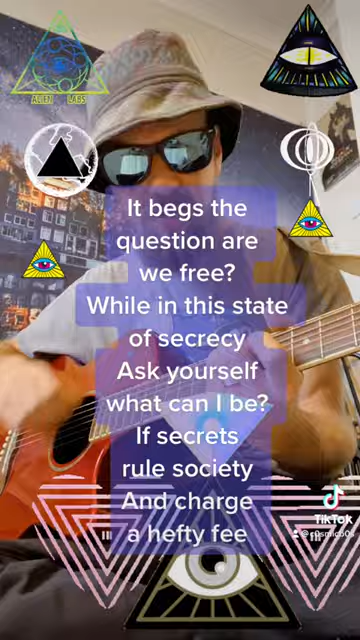 ALIEN LABS
It begs the
question are
we free?
While in this state
of secrecy
Ask yourself
what can I be?
If secrets
rule society
And charge
a hefty fee
TikTok